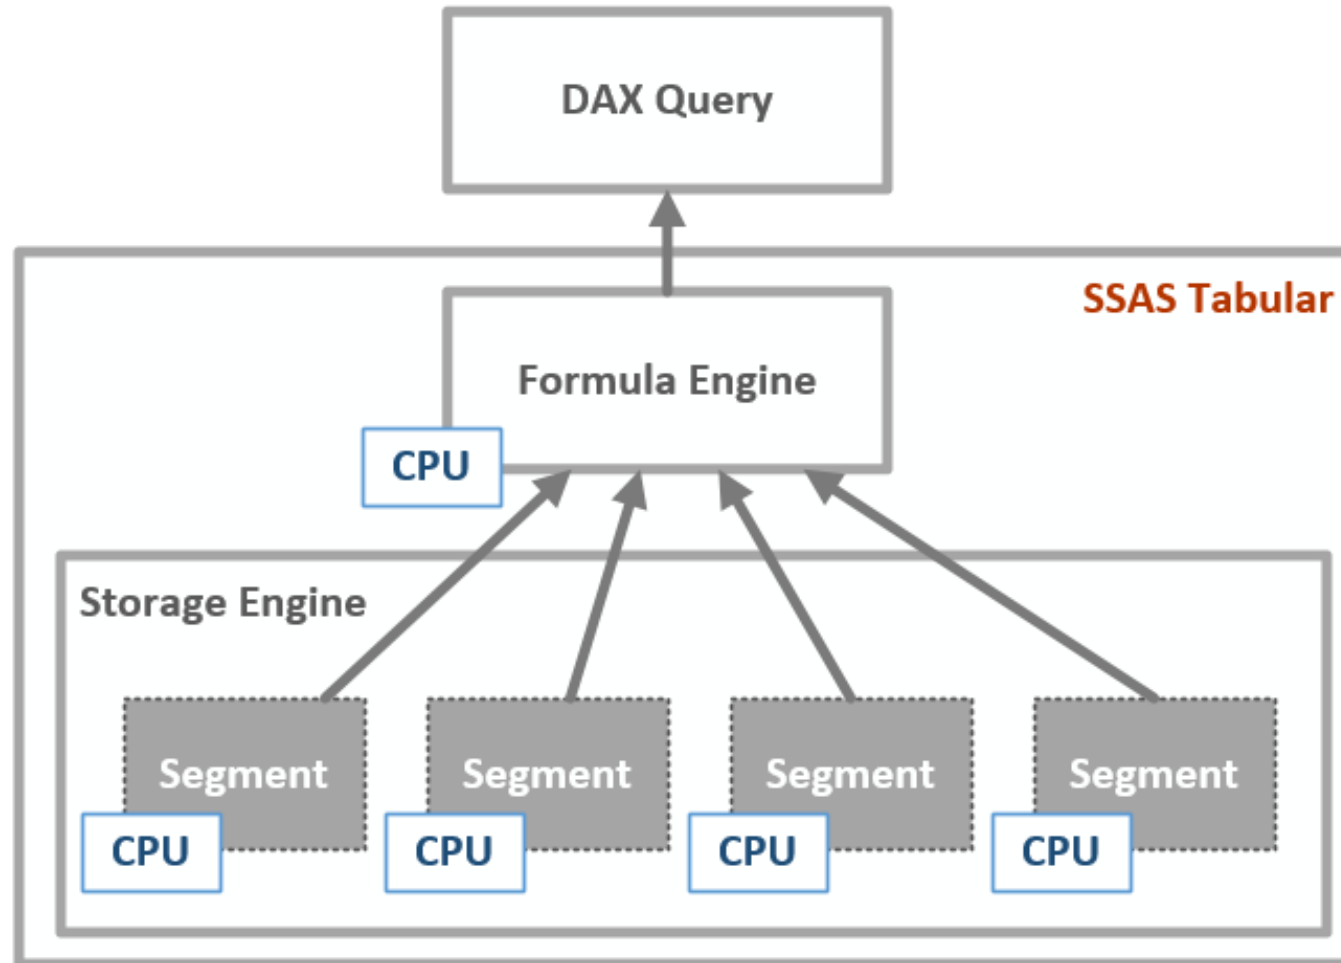 DAX Query
SSAS Tabular
Formula Engine
CPU
Storage Engine
Segment
Segment
Segment
Segment
CPU
CPU
CPU
CPU